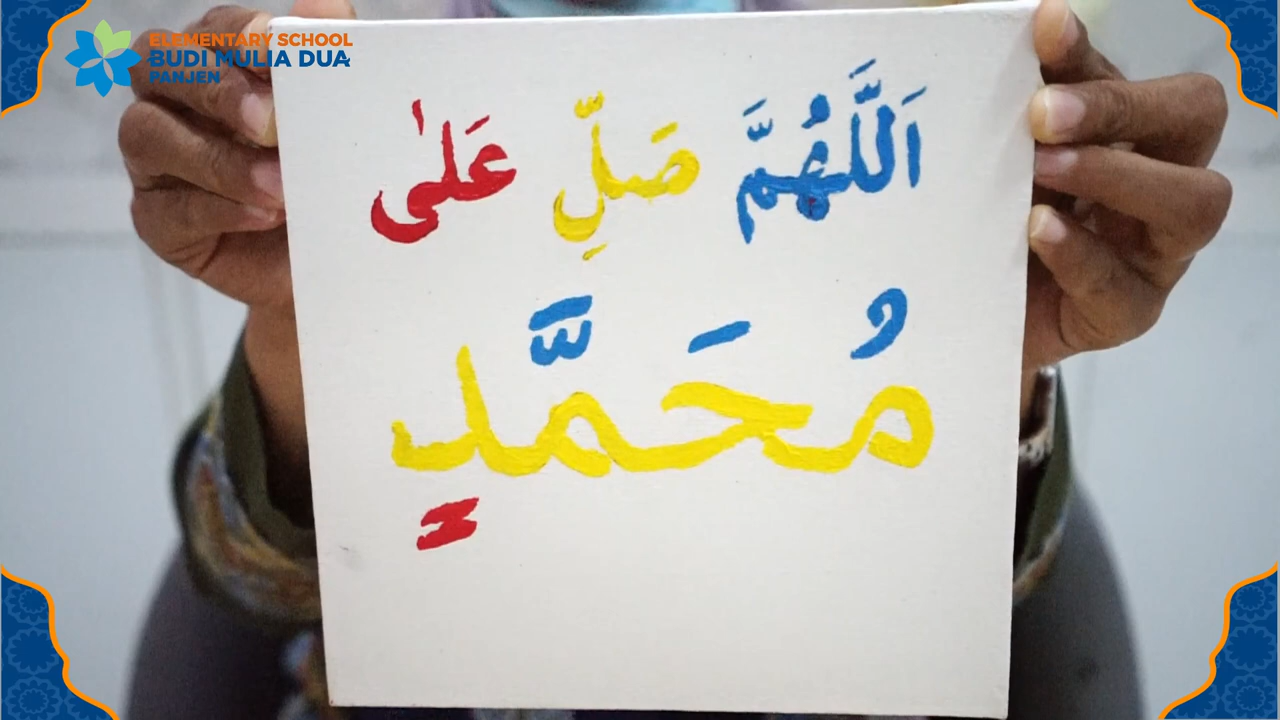 ELEMENTARY SCHOOL
BUDI MULIA DUA
PANJEN
اَللّٰهُمَّ صَلِّ عَلٰى
مُحَمَّدٍ